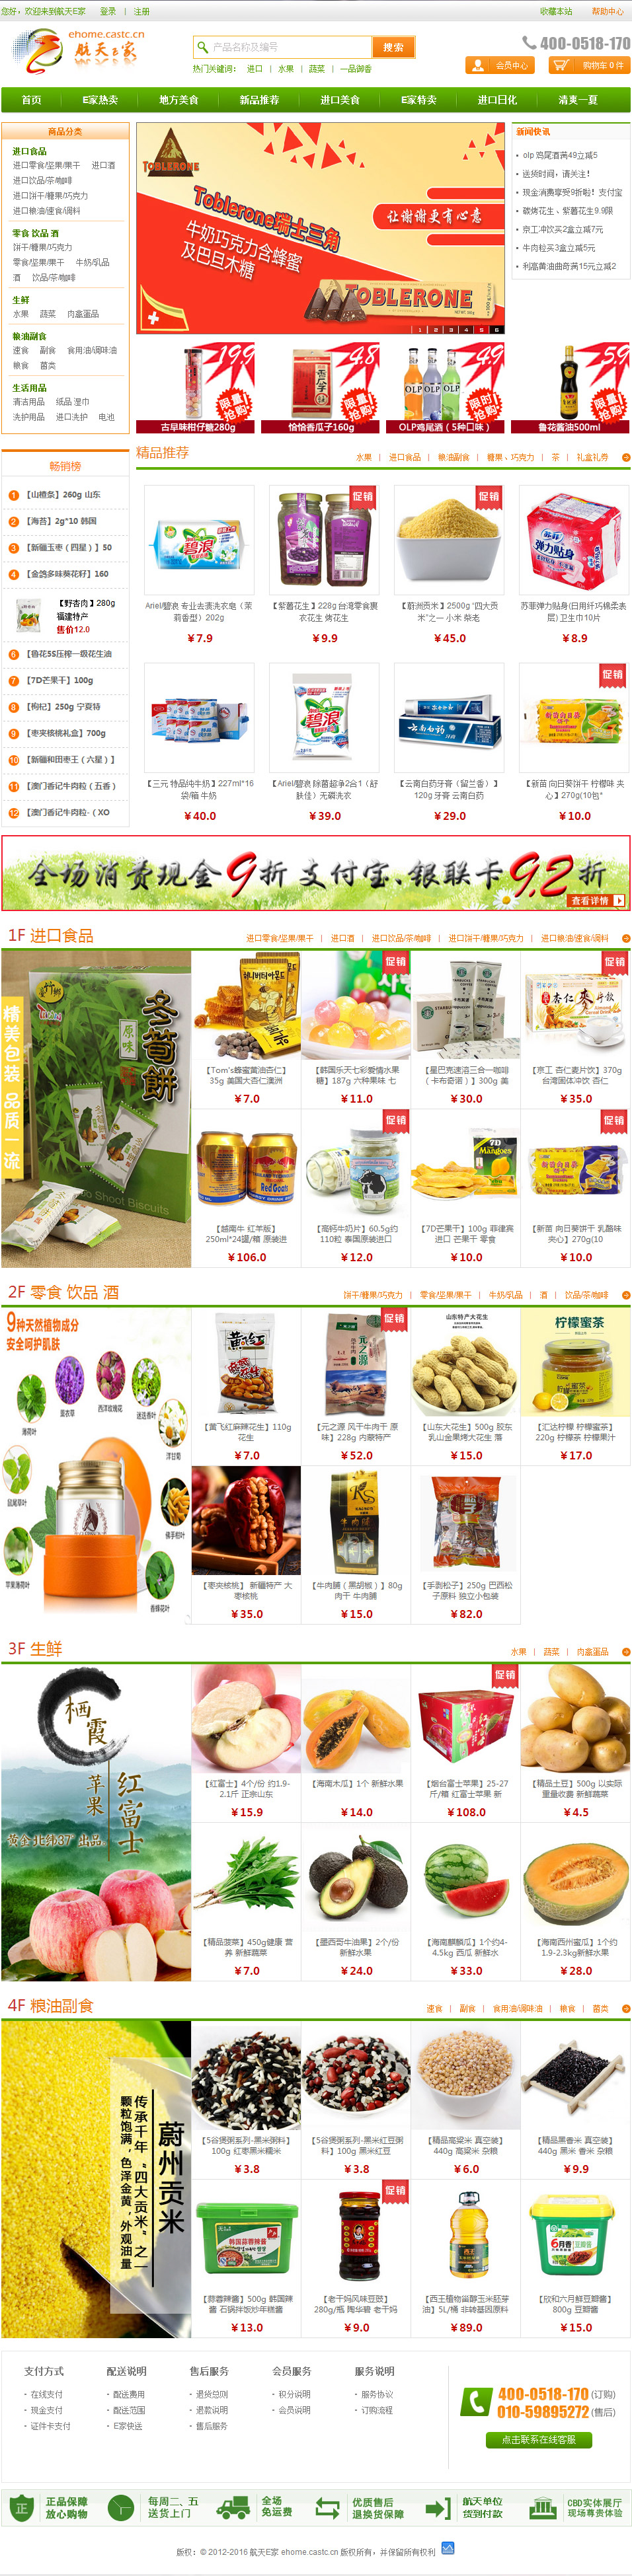 您好，欢迎来到航天E家 登录 | 注册
收藏本站 帮助中心
ehome.castc.cn
航天E家
产品名称及编号 搜索
热门关键词： 进口 | 水果 | 蔬菜 | 一品御香
400-0518-170
会员中心 购物车 0 件
首页 E家热卖 地方美食 新品推荐 进口美食 E家特卖 进口日化 清爽一夏
商品分类
进口食品
进口零食/坚果/果干 进口酒
进口饮品/茶/咖啡
进口饼干/糖果/巧克力
进口粮油/速食/调料
零食 饮品 酒
饼干/糖果/巧克力
零食/坚果/果干 牛奶/乳品
酒 饮品/茶/咖啡
生鲜
水果 蔬菜 肉禽蛋品
粮油副食
速食 副食 食用油/调味油
粮食 菌类
生活用品
清洁用品 纸品 湿巾
洗护用品 进口洗护 电池
TOBLERONE
Toblerone瑞士三角
牛奶巧克力含蜂蜜
及巴旦木糖
让谢谢更有心意
TOBLERONE
1 2 3 4 5 6
新闻快讯
olp 鸡尾酒满49立减5
送货时间，请关注！
现金消费享受9折啦！支付宝
碳烤花生、紫薯花生9.9限
京工冲饮买2盒立减7元
牛肉粒买3盒立减5元
利嘉黄油曲奇满15元立减2
19.9 限量抢购!
古早味柑仔糖280g
4.8 限量抢购!
恰恰香瓜子160g
4.9 限时抢购!
OLP鸡尾酒（5种口味）
59 限量抢购!
鲁花酱油500ml
畅销榜
1 【山楂条】260g 山东
2 【海苔】2g*10 韩国
3 【新疆玉枣（四星）】50
4 【金鸽多味葵花籽】160
【野杏肉】280g
福建特产
售价12.0
6 【鲁花5S压榨一级花生油
7 【7D芒果干】100g
8 【枸杞】250g 宁夏特
9 【枣夹核桃礼盒】700g
10 【新疆和田枣王（六星）】
11 【澳门香记牛肉粒（五香）
12 【澳门香记牛肉粒-（XO
精品推荐
水果 | 进口食品 | 粮油副食 | 糖果、巧克力 | 茶 | 礼盒礼券
促销
促销
Ariel/碧浪 专业去渍洗衣皂（茉
莉香型）202g
￥7.9
【紫薯花生】228g 台湾零食裹
衣花生 烤花生
￥9.9
【蔚洲贡米】2500g “四大贡
米”之一 小米 柴老
￥45.0
苏菲弹力贴身(日用纤巧棉柔表
层) 卫生巾10片
￥8.9
促销
【三元 特品纯牛奶】227ml*16
袋/箱 牛奶
￥40.0
【Ariel/碧浪 除菌超净2合1（舒
肤佳）无磷洗衣
￥39.0
【云南白药牙膏（留兰香）】
120g 牙膏 云南白药
￥29.0
【新苗 向日葵饼干 柠檬味 夹
心】270g(10包*
￥10.0
全场消费现金9折 支付宝、银联卡9.2折
查看详情
1F 进口食品
进口零食/坚果/果干 | 进口酒 | 进口饮品/茶/咖啡 | 进口饼干/糖果/巧克力 | 进口粮油/速食/调料
精美包装 品质一流
冬筍餅
原味
促销
促销
【Tom's蜂蜜黄油杏仁】
35g 美国大杏仁澳洲
￥7.0
【韩国乐天七彩爱情水果
糖】187g 六种果味 七
￥11.0
【星巴克速溶三合一咖啡
（卡布奇诺）】300g 美
￥30.0
【京工 杏仁麦片饮】370g
台湾固体冲饮 杏仁
￥35.0
促销
促销
【越南牛 红羊版】
250ml*24罐/箱 原装进
￥106.0
【高钙牛奶片】60.5g约
110粒 泰国原装进口
￥12.0
【7D芒果干】100g 菲律宾
进口 芒果干 零食
￥10.0
【新苗 向日葵饼干 乳酪味
夹心】270g(10
￥10.0
2F 零食 饮品 酒
饼干/糖果/巧克力 | 零食/坚果/果干 | 牛奶/乳品 | 酒 | 饮品/茶/咖啡
9种天然植物成分
安全呵护肌肤
促销
山东特产大花生
柠檬蜜茶
【黄飞红麻辣花生】110g
花生
￥7.0
【元之源 风干牛肉干 原
味】228g 内蒙特产
￥52.0
【山东大花生】500g 胶东
乳山金果烤大花生 落
￥15.0
【汇达柠檬 柠檬蜜茶】
220g 柠檬茶 柠檬果汁
￥17.0
【枣夹核桃】 新疆特产 大
枣核桃
￥35.0
【牛肉脯（黑胡椒）】80g
肉干 牛肉脯
￥15.0
【手剥松子】250g 巴西松
子原料 独立小包装
￥82.0
3F 生鲜
水果 | 蔬菜 | 肉禽蛋品
栖霞
苹果
红富士
黄金北纬37°出品
促销
【红富士】4个/份 约1.9-
2.1斤 正宗山东
￥15.9
【海南木瓜】1个 新鲜水果
￥14.0
【烟台富士苹果】25-27
斤/箱 红富士苹果 新
￥108.0
【精品土豆】500g 以实际
重量收费 新鲜蔬菜
￥4.5
【精品菠菜】450g健康 营
养 新鲜蔬菜
￥7.0
【墨西哥牛油果】2个/份
新鲜水果
￥24.0
【海南麒麟瓜】1个约4-
4.5kg 西瓜 新鲜水
￥33.0
【海南西州蜜瓜】1个约
1.9-2.3kg新鲜水果
￥28.0
4F 粮油副食
速食 | 副食 | 食用油/调味油 | 粮食 | 菌类
蔚州贡米
传承千年“四大贡米”之一
颗粒饱满，色泽金黄，外观油量
【5谷煲粥系列-黑米粥料】
100g 红枣黑米糯米
￥3.8
【5谷煲粥系列-黑米红豆粥
料】100g 黑米红豆
￥3.8
【精品高粱米 真空装】
440g 高粱米 杂粮
￥6.0
【精品黑香米 真空装】
440g 黑米 香米 杂粮
￥9.9
促销
【蒜蓉辣酱】500g 韩国辣
酱 石锅拌饭炒年糕酱
￥13.0
【老干妈风味豆豉】
280g/瓶 陶华碧 老干妈
￥9.0
【西王植物甾醇玉米胚芽
油】5L/桶 非转基因原料
￥89.0
【欣和六月鲜豆瓣酱】
800g 豆瓣酱
￥15.0
支付方式 配送说明 售后服务 会员服务 服务说明
在线支付 配送费用 退货总则 积分说明 服务协议
现金支付 配送范围 退款说明 会员说明 订购流程
证件卡支付 E家快送 售后服务
400-0518-170 (订购)
010-59895272 (售后)
点击联系在线客服
正品保障 放心购物
每周二、五 送货上门
全场 免运费
优质售后 退换货保障
航天单位 货到付款
CBD实体展厅 现场尊贵体验
版权：© 2012-2016 航天E家 ehome.castc.cn 版权所有，并保留所有权利